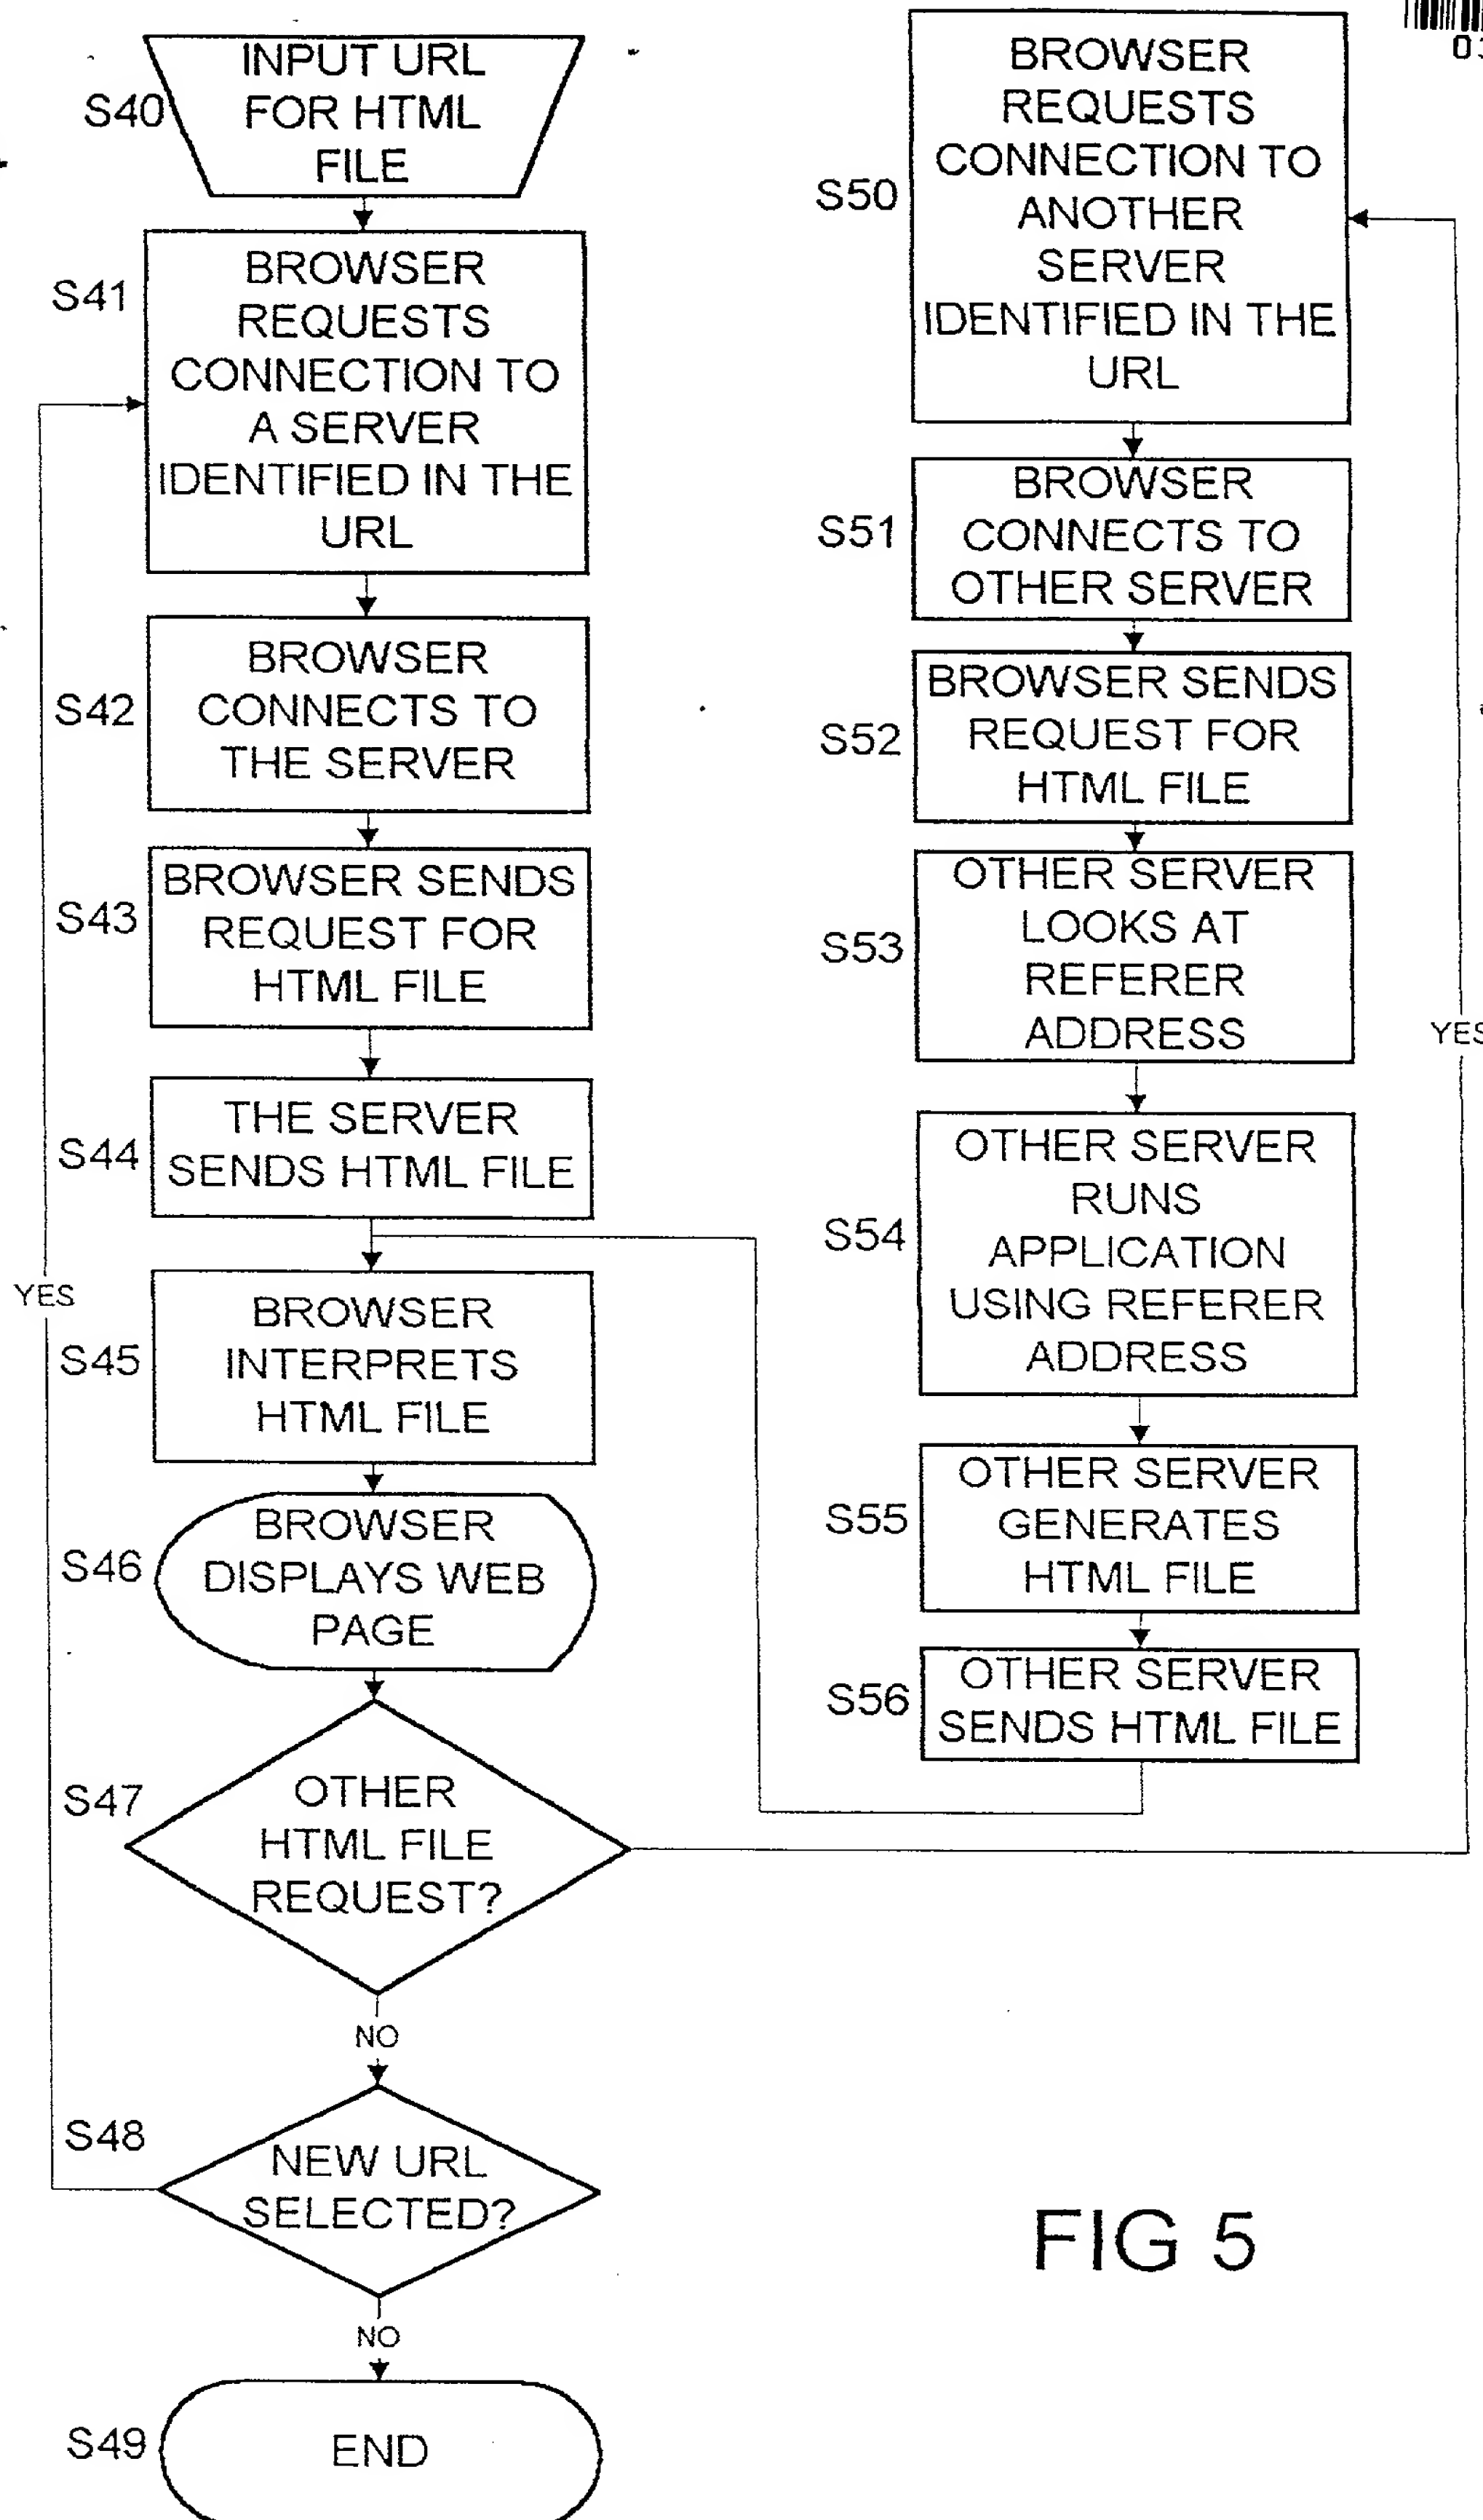 S40
INPUT URL
FOR HTML
FILE
S41
BROWSER
REQUESTS
CONNECTION TO
A SERVER
IDENTIFIED IN THE
URL
S42
BROWSER
CONNECTS TO
THE SERVER
S43
BROWSER SENDS
REQUEST FOR
HTML FILE
S44
THE SERVER
SENDS HTML FILE
YES
S45
BROWSER
INTERPRETS
HTML FILE
S46
BROWSER
DISPLAYS WEB
PAGE
S47
OTHER
HTML FILE
REQUEST?
NO
S48
NEW URL
SELECTED?
NO
S49
END
S50
BROWSER
REQUESTS
CONNECTION TO
ANOTHER
SERVER
IDENTIFIED IN THE
URL
S51
BROWSER
CONNECTS TO
OTHER SERVER
S52
BROWSER SENDS
REQUEST FOR
HTML FILE
S53
OTHER SERVER
LOOKS AT
REFERER
ADDRESS
YES
S54
OTHER SERVER
RUNS
APPLICATION
USING REFERER
ADDRESS
S55
OTHER SERVER
GENERATES
HTML FILE
S56
OTHER SERVER
SENDS HTML FILE
FIG 5